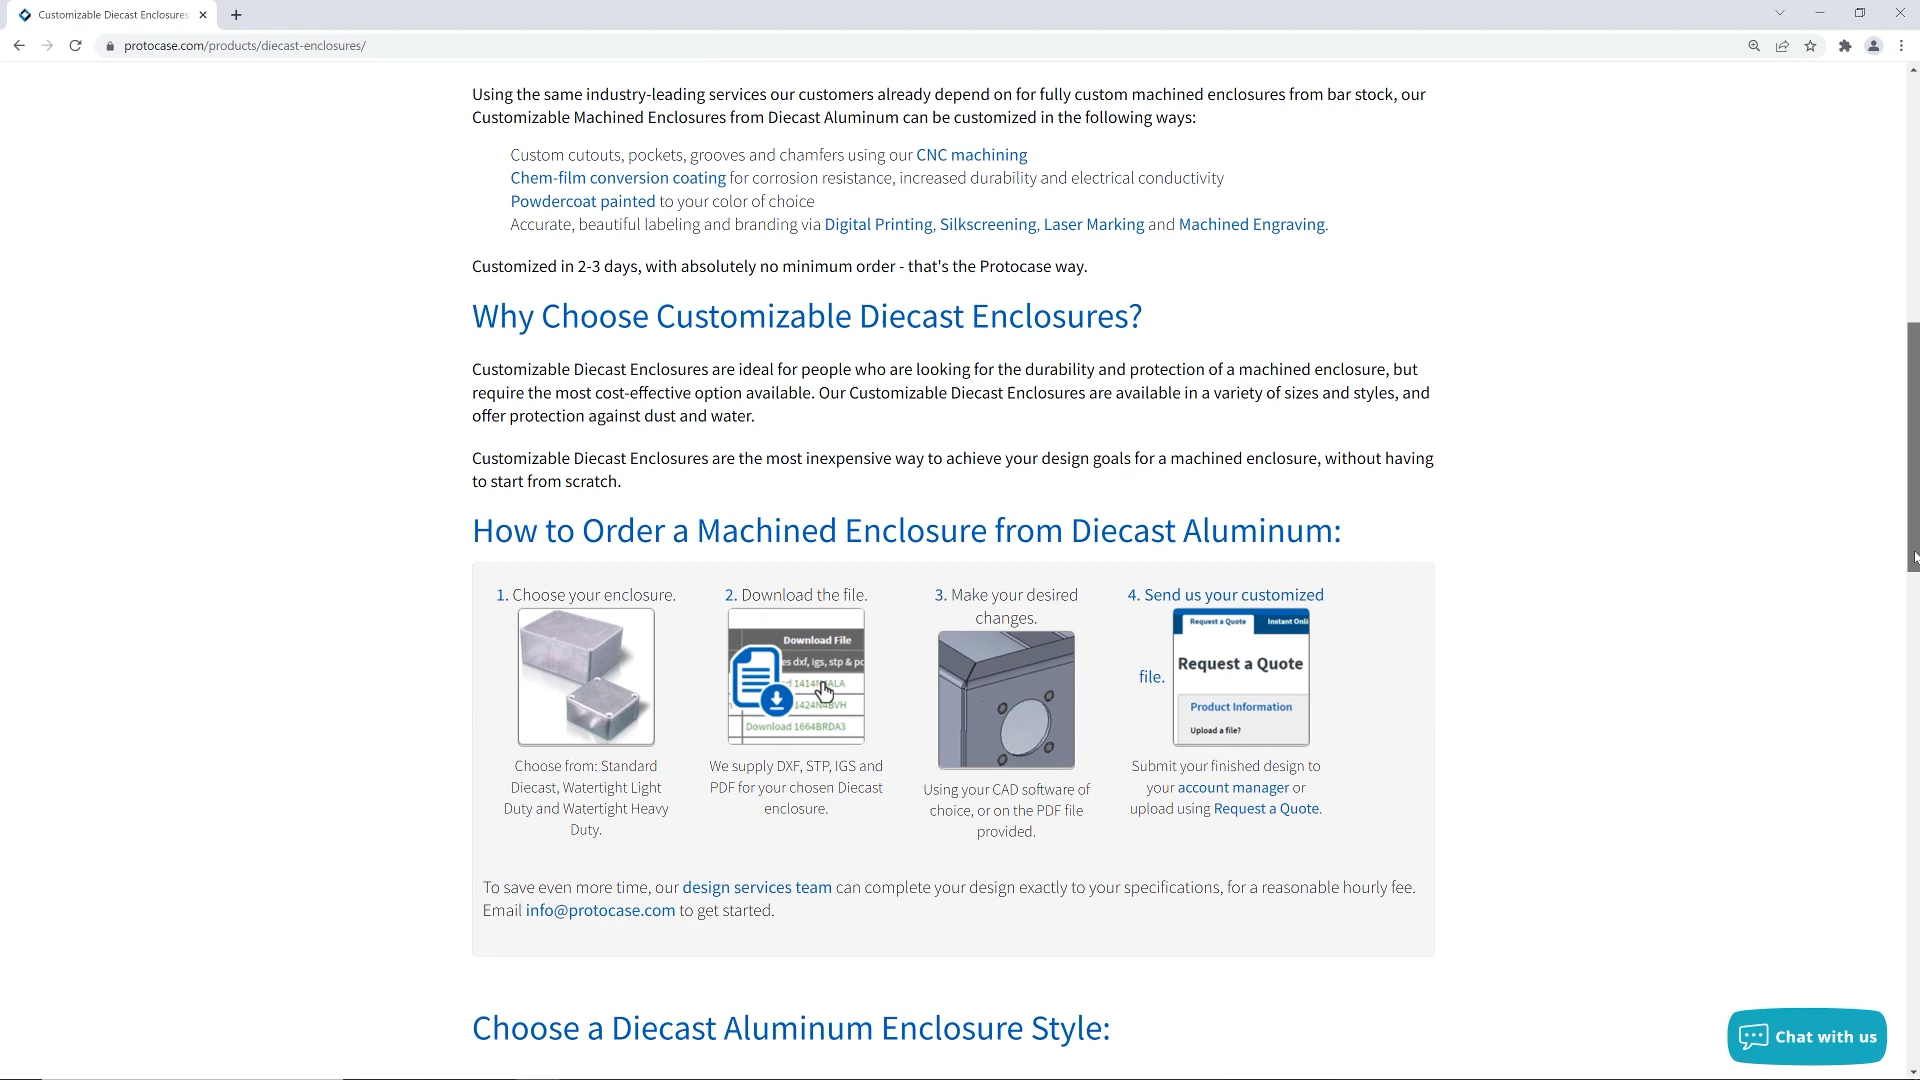 Customizable Diecast Enclosures
protocase.com/products/diecast-enclosures/
Using the same industry-leading services our customers already depend on for fully custom machined enclosures from bar stock, our
Customizable Machined Enclosures from Diecast Aluminum can be customized in the following ways:
Custom cutouts, pockets, grooves and chamfers using our CNC machining
Chem-film conversion coating for corrosion resistance, increased durability and electrical conductivity
Powdercoat painted to your color of choice
Accurate, beautiful labeling and branding via Digital Printing, Silkscreening, Laser Marking and Machined Engraving.
Customized in 2-3 days, with absolutely no minimum order - that's the Protocase way.
Why Choose Customizable Diecast Enclosures?
Customizable Diecast Enclosures are ideal for people who are looking for the durability and protection of a machined enclosure, but
require the most cost-effective option available. Our Customizable Diecast Enclosures are available in a variety of sizes and styles, and
offer protection against dust and water.
Customizable Diecast Enclosures are the most inexpensive way to achieve your design goals for a machined enclosure, without having
to start from scratch.
How to Order a Machined Enclosure from Diecast Aluminum:
1. Choose your enclosure.
Choose from: Standard
Diecast, Watertight Light
Duty and Watertight Heavy
Duty.
2. Download the file.
Download File
es dxf, igs, stp & pd
Download 1664BRDA3
We supply DXF, STP, IGS and
PDF for your chosen Diecast
enclosure.
3. Make your desired
changes.
Using your CAD software of
choice, or on the PDF file
provided.
4. Send us your customized
file.
Request a Quote Instant Onli
Request a Quote
Product Information
Upload a file?
Submit your finished design to
your account manager or
upload using Request a Quote.
To save even more time, our design services team can complete your design exactly to your specifications, for a reasonable hourly fee.
Email info@protocase.com to get started.
Choose a Diecast Aluminum Enclosure Style:
Chat with us